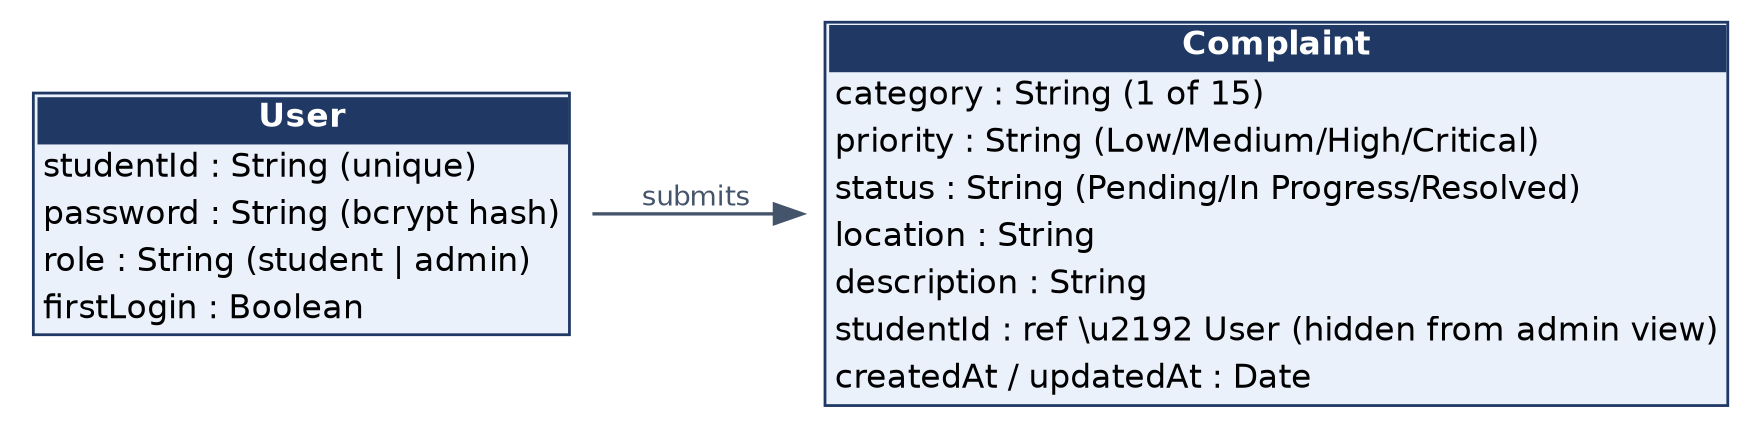 User
studentId : String (unique)
password : String (bcrypt hash)
role : String (student | admin)
firstLogin : Boolean
submits
Complaint
category : String (1 of 15)
priority : String (Low/Medium/High/Critical)
status : String (Pending/In Progress/Resolved)
location : String
description : String
studentId : ref \u2192 User (hidden from admin view)
createdAt / updatedAt : Date